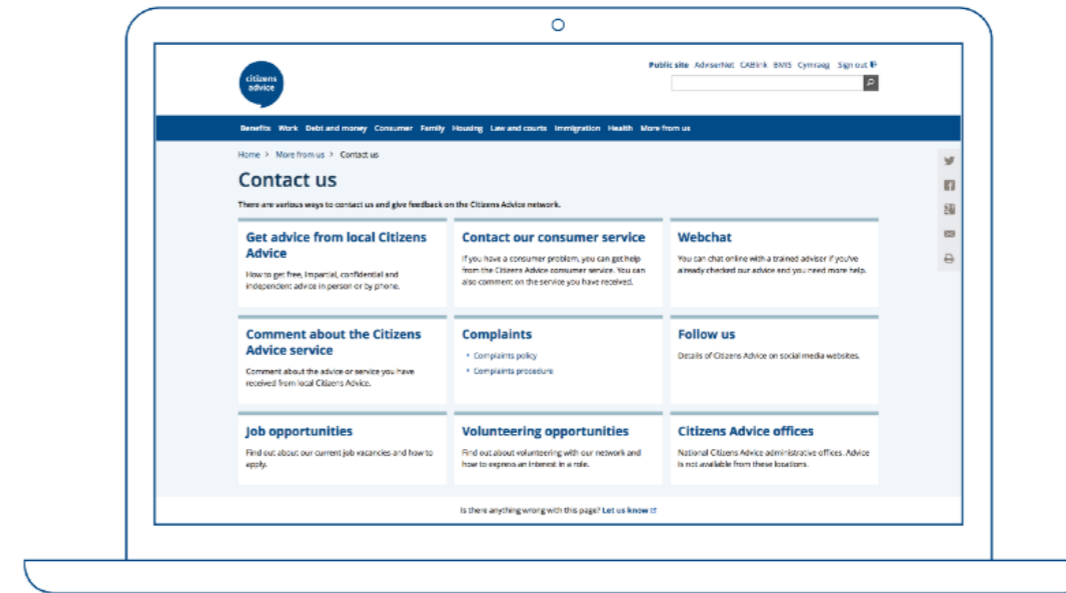 citizens
advice
Public site AdviserNet CABlink BMIS Cymraeg Sign out
Benefits Work Debt and money Consumer Family Housing Law and courts Immigration Health More from us
Home > More from us > Contact us
Contact us
There are various ways to contact us and give feedback on the Citizens Advice network.
Get advice from local Citizens
Advice
How to get free, impartial, confidential and
independent advice in person or by phone.
Contact our consumer service
If you have a consumer problem, you can get help
from the Citizens Advice consumer service. You can
also comment on the service you have received.
Webchat
You can chat online with a trained adviser if you've
already checked our advice and you need more help.
Comment about the Citizens
Advice service
Comment about the advice or service you have
received from local Citizens Advice.
Complaints
• Complaints policy
• Complaints procedure
Follow us
Details of Citizens Advice on social media websites.
Job opportunities
Find out about our current job vacancies and how to
apply.
Volunteering opportunities
Find out about volunteering with our network and
how to express an interest in a role.
Citizens Advice offices
National Citizens Advice administrative offices. Advice
is not available from these locations.
Is there anything wrong with this page? Let us know